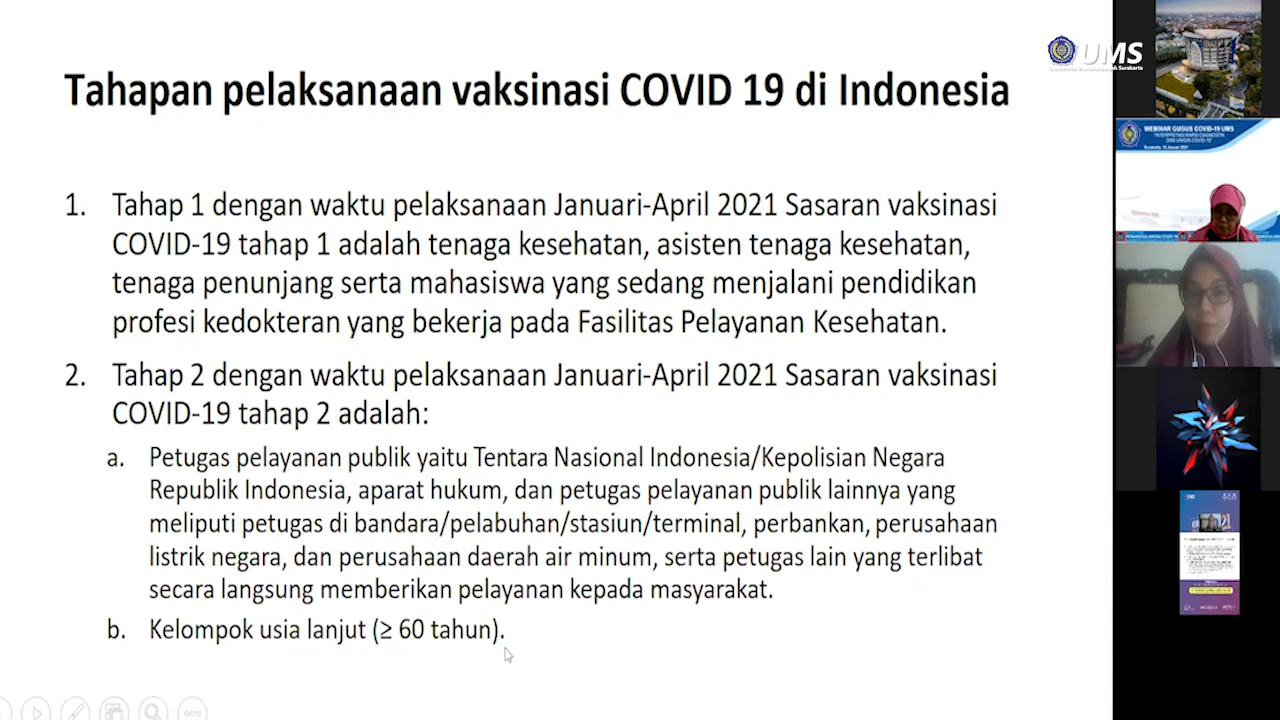 UMS
Tahapan pelaksanaan vaksinasi COVID 19 di Indonesia
1. Tahap 1 dengan waktu pelaksanaan Januari-April 2021 Sasaran vaksinasi
COVID-19 tahap 1 adalah tenaga kesehatan, asisten tenaga kesehatan,
tenaga penunjang serta mahasiswa yang sedang menjalani pendidikan
profesi kedokteran yang bekerja pada Fasilitas Pelayanan Kesehatan.
2. Tahap 2 dengan waktu pelaksanaan Januari-April 2021 Sasaran vaksinasi
COVID-19 tahap 2 adalah:
a. Petugas pelayanan publik yaitu Tentara Nasional Indonesia/Kepolisian Negara
Republik Indonesia, aparat hukum, dan petugas pelayanan publik lainnya yang
meliputi petugas di bandara/pelabuhan/stasiun/terminal, perbankan, perusahaan
listrik negara, dan perusahaan daerah air minum, serta petugas lain yang terlibat
secara langsung memberikan pelayanan kepada masyarakat.
b. Kelompok usia lanjut (≥ 60 tahun).
WEBINAR GUGUS COVID-19 UMS